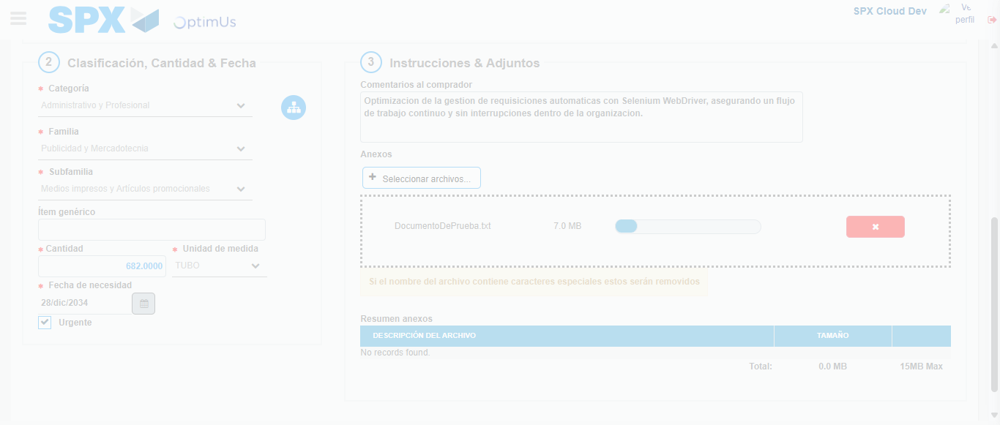 SPX
OptimUs
SPX Cloud Dev
Ve
perfil
2 Clasificación, Cantidad & Fecha
* Categoría
Administrativo y Profesional
* Familia
Publicidad y Mercadotecnia
* Subfamilia
Medios impresos y Artículos promocionales
Ítem genérico
* Cantidad
* Unidad de medida
682.0000
TUBO
* Fecha de necesidad
28/dic/2034
Urgente
3 Instrucciones & Adjuntos
Comentarios al comprador
Optimizacion de la gestion de requisiciones automaticas con Selenium WebDriver, asegurando un flujo
de trabajo continuo y sin interrupciones dentro de la organizacion.
Anexos
+ Seleccionar archivos...
DocumentoDePrueba.txt 7.0 MB
Si el nombre del archivo contiene caracteres especiales estos serán removidos
Resumen anexos
DESCRIPCIÓN DEL ARCHIVO TAMAÑO
No records found.
Total: 0.0 MB 15MB Max